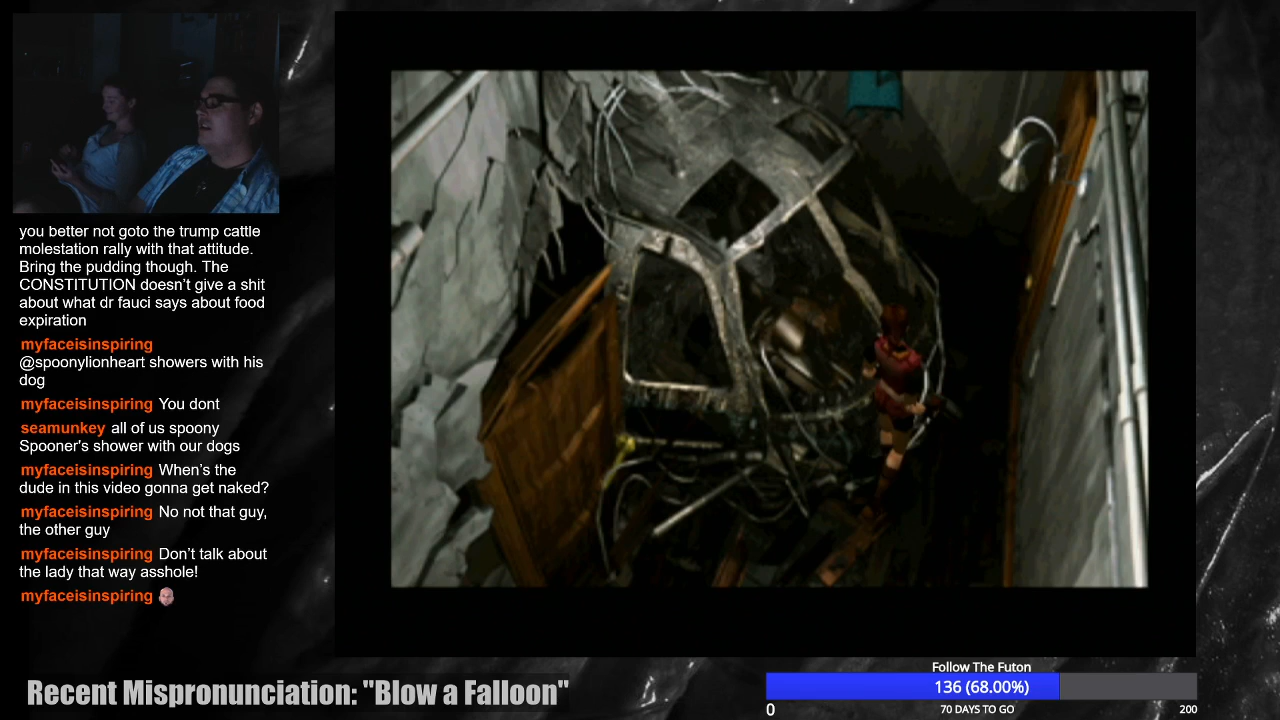 you better not goto the trump cattle
molestation rally with that attitude.
Bring the pudding though. The
CONSTITUTION doesn't give a shit
about what dr fauci says about food
expiration
myfaceisinspiring
@spoonylionheart showers with his
dog
myfaceisinspiring You dont
seamunkey all of us spoony
Spooner's shower with our dogs
myfaceisinspiring When's the
dude in this video gonna get naked?
myfaceisinspiring No not that guy,
the other guy
myfaceisinspiring Don't talk about
the lady that way asshole!
myfaceisinspiring
Recent Mispronunciation: "Blow a Falloon"
Follow The Futon
136 (68.00%)
0
70 DAYS TO GO
200